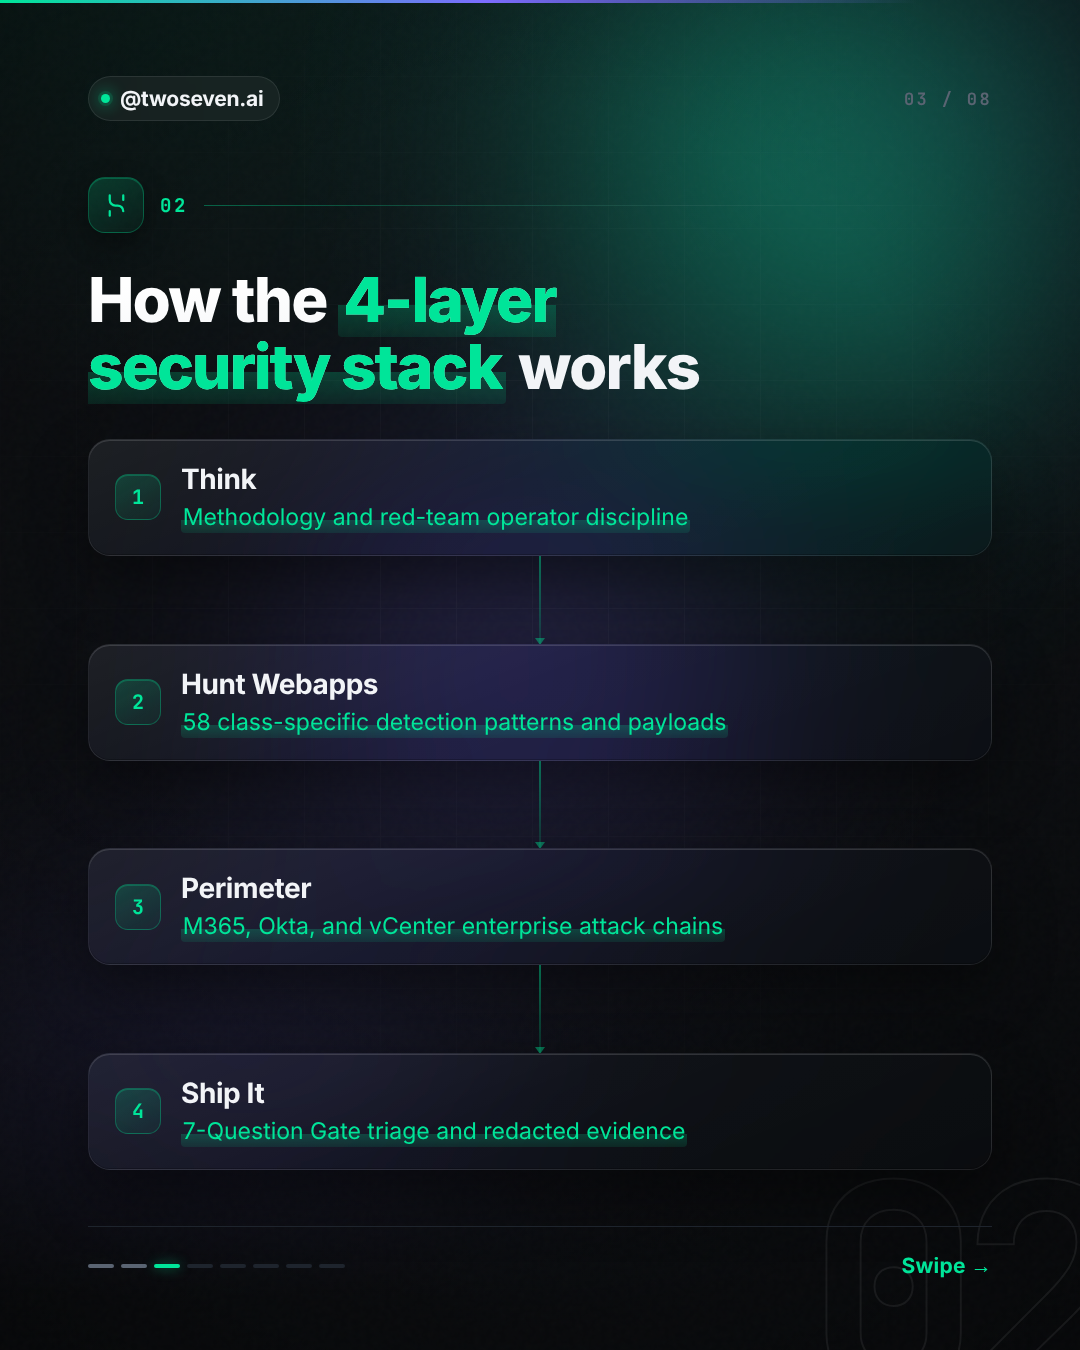 @twoseven.ai
03 / 08
02
How the 4-layer
security stack works
1
Think
Methodology and red-team operator discipline
2
Hunt Webapps
58 class-specific detection patterns and payloads
3
Perimeter
M365, Okta, and vCenter enterprise attack chains
4
Ship It
7-Question Gate triage and redacted evidence
Swipe →
02